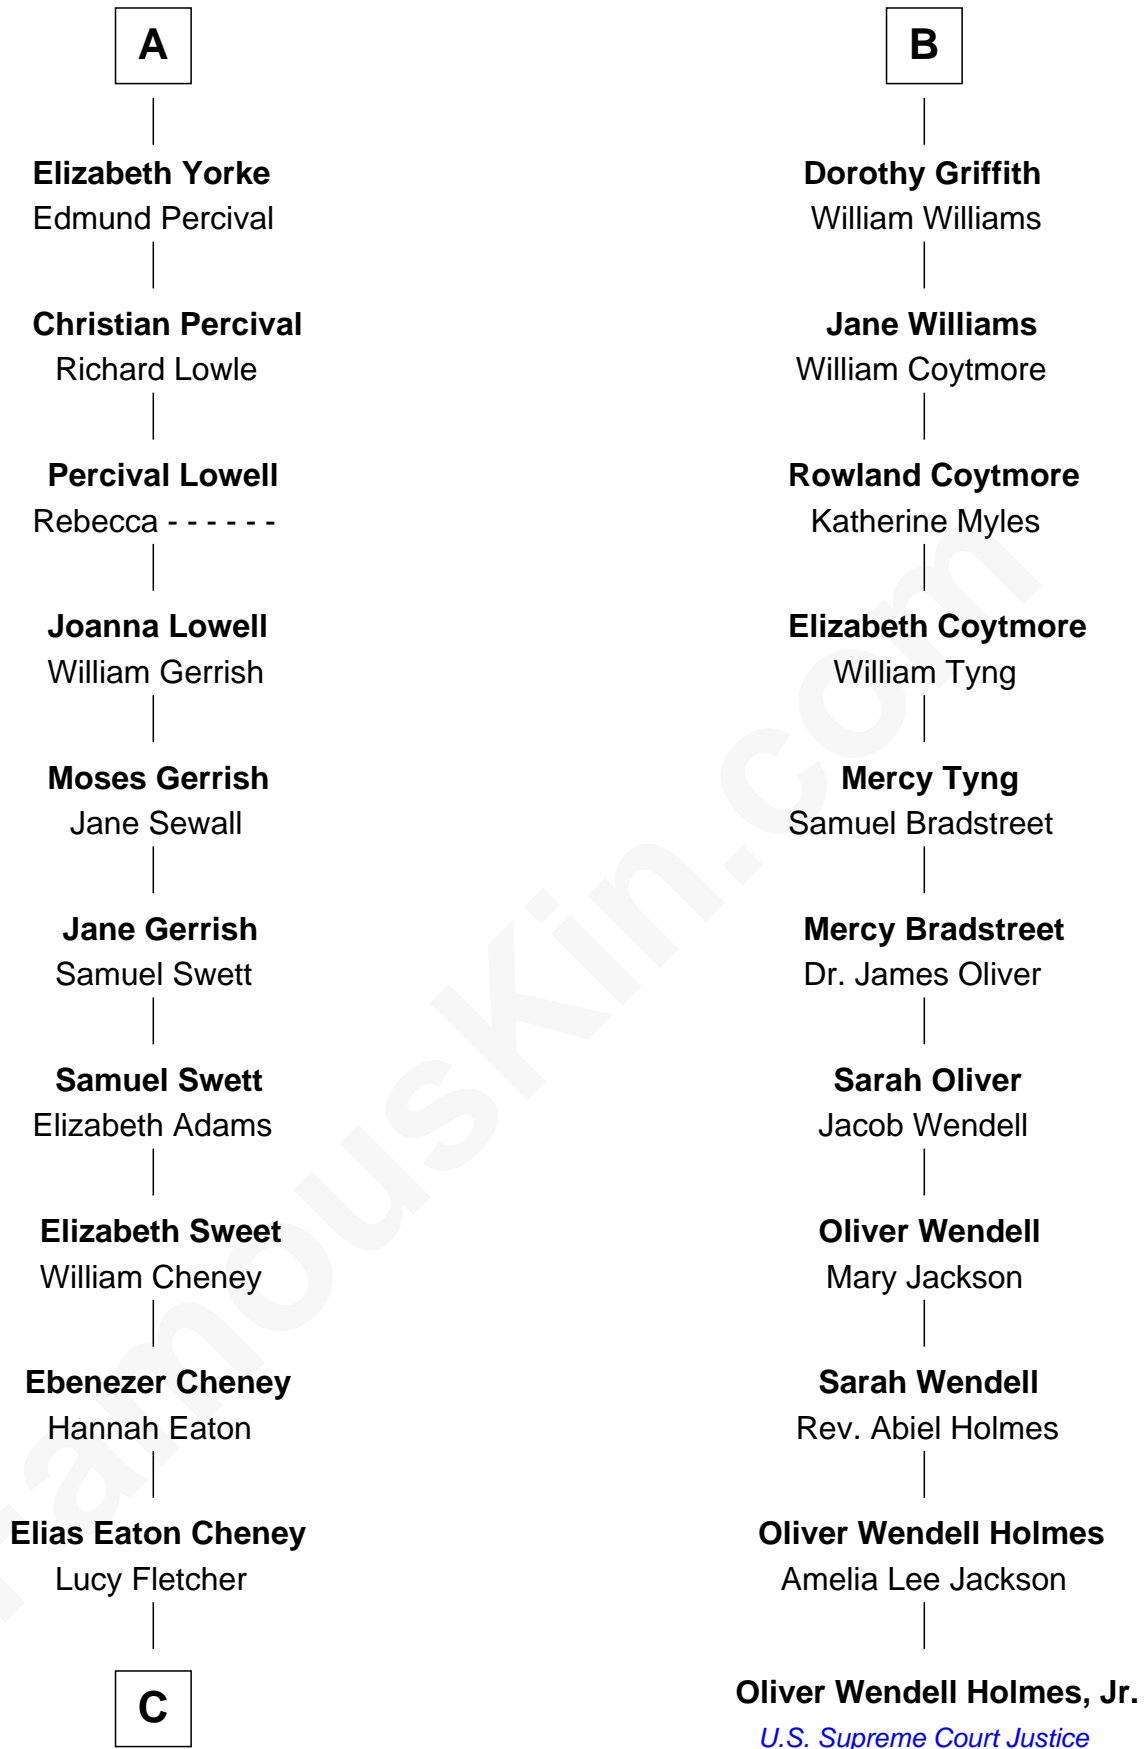 A
Elizabeth Yorke
Edmund Percival
Christian Percival
Richard Lowle
Percival Lowell
Rebecca - - - - - -
Joanna Lowell
William Gerrish
Moses Gerrish
Jane Sewall
Jane Gerrish
Samuel Swett
Samuel Swett
Elizabeth Adams
Elizabeth Sweet
William Cheney
Ebenezer Cheney
Hannah Eaton
Elias Eaton Cheney
Lucy Fletcher
C
B
Dorothy Griffith
William Williams
Jane Williams
William Coytmore
Rowland Coytmore
Katherine Myles
Elizabeth Coytmore
William Tyng
Mercy Tyng
Samuel Bradstreet
Mercy Bradstreet
Dr. James Oliver
Sarah Oliver
Jacob Wendell
Oliver Wendell
Mary Jackson
Sarah Wendell
Rev. Abiel Holmes
Oliver Wendell Holmes
Amelia Lee Jackson
Oliver Wendell Holmes, Jr.
U.S. Supreme Court Justice
FamousKin.com